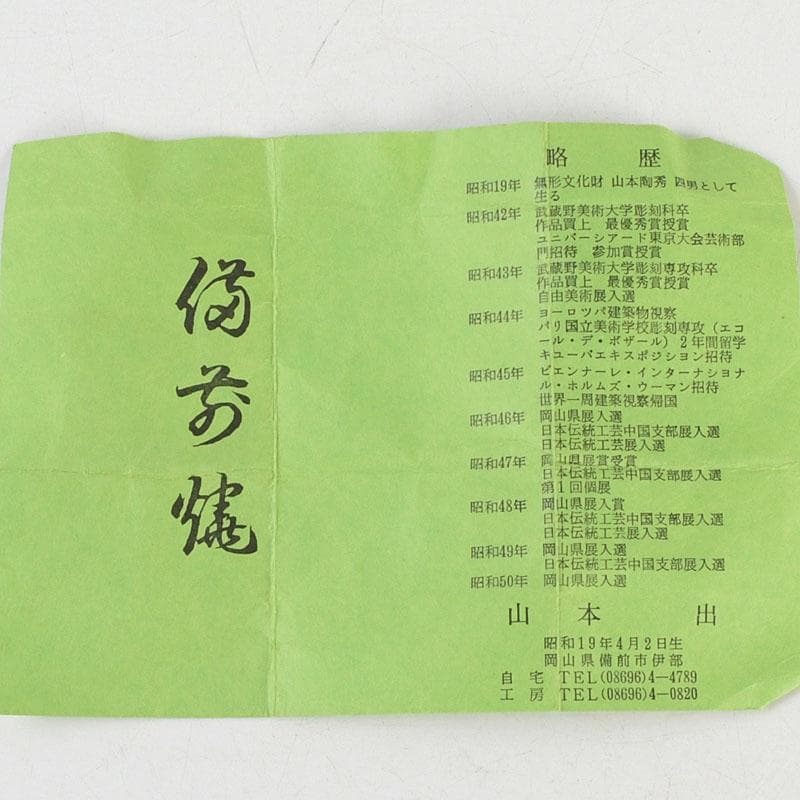 備前焼
略歴
昭和19年 無形文化財 山本陶秀 四男として
生る
昭和42年 武蔵野美術大学彫刻科卒
作品買上 最優秀賞授賞
ユニバーシアード東京大会芸術部
門招待 参加賞授賞
昭和43年 武蔵野美術大学彫刻専攻科卒
作品買上 最優秀賞授賞
自由美術展入選
昭和44年 ヨーロツパ建築物視察
パリ国立美術学校彫刻専攻(エコ
ール・デ・ボザール)2年間留学
キユーバエキスポジション招待
昭和45年 ビエンナーレ・インターナショナ
ル・ホルムズ・ウーマン招待
世界一周建築視察帰国
昭和46年 岡山県展入選
日本伝統工芸中国支部展入選
日本伝統工芸展入選
昭和47年 岡山県展賞受賞
日本伝統工芸中国支部展入選
第1回個展
昭和48年 岡山県展入賞
日本伝統工芸中国支部展入選
日本伝統工芸展入選
昭和49年 岡山県展入選
日本伝統工芸中国支部展入選
昭和50年 岡山県展入選
山本 出
昭和19年4月2日生
岡山県備前市伊部
自宅 TEL(08696)4-4789
工房 TEL(08696)4-0820